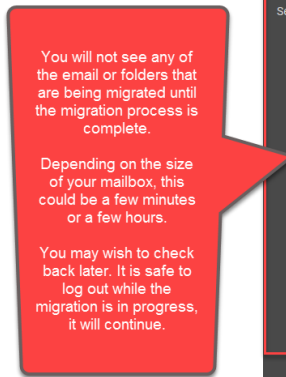 Se
You will not see any of
the email or folders that
are being migrated until
the migration process is
complete.
Depending on the size
of your mailbox, this
could be a few minutes
or a few hours.
You may wish to check
back later. It is safe to
log out while the
migration is in progress,
it will continue.